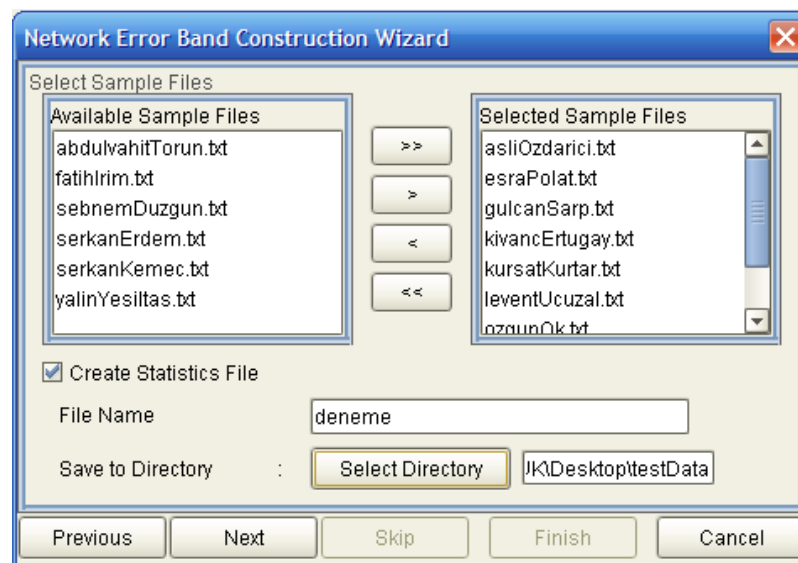 Network Error Band Construction Wizard
Select Sample Files
Available Sample Files
abdulvahitTorun.txt
fatihIrim.txt
sebnemDuzgun.txt
serkanErdem.txt
serkanKemec.txt
yalinYesiltas.txt
>>
>
<
<<
Selected Sample Files
asliOzdarici.txt
esraPolat.txt
gulcanSarp.txt
kivancErtugay.txt
kursatKurtar.txt
leventUcuzal.txt
ozgunOk.txt
Create Statistics File
File Name
deneme
Save to Directory :
Select Directory
JK\Desktop\testData
Previous
Next
Skip
Finish
Cancel